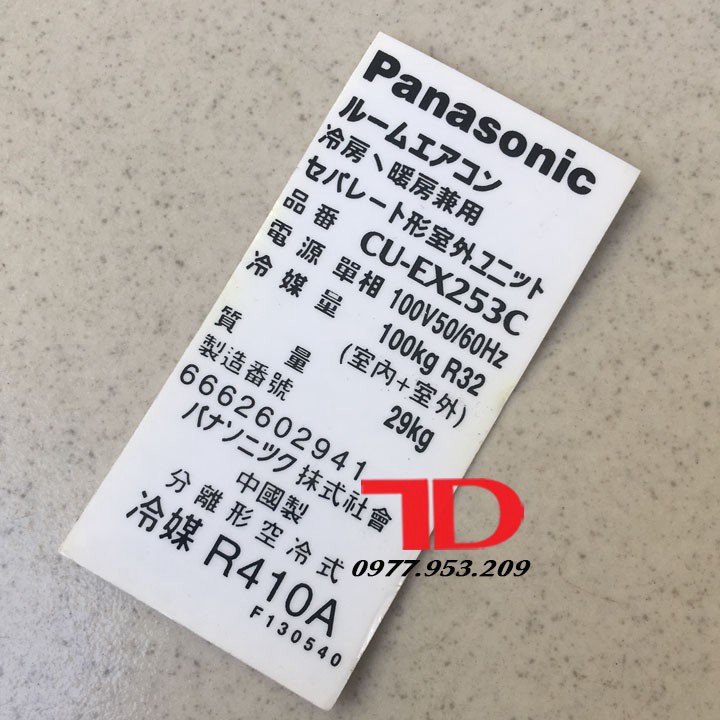 Panasonic
ルームエアコン
冷房、暖房兼用
セパレート形室外ユニット
品番 CU-EX253C
電源 單相 100V50/60Hz
冷媒量 100kg R32
(室內+室外)
質量 29kg
製造番號
6662602941
パナソニック 抹式社會
中國製
分離形空冷式
冷媒 R410A
F130540
TD
0977.953.209